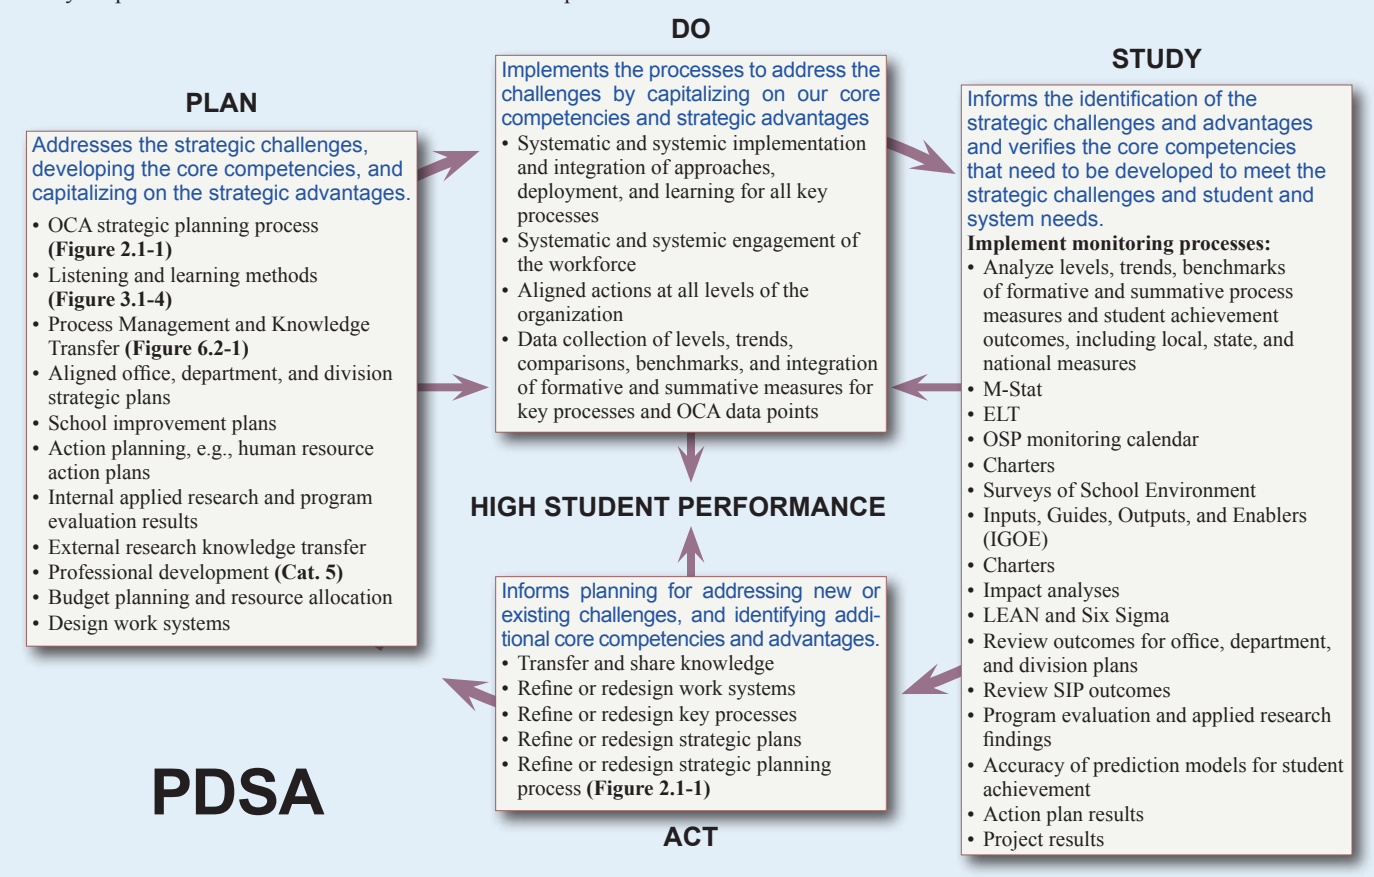 DO
STUDY
PLAN
Implements the processes to address the
challenges by capitalizing on our core
competencies and strategic advantages
• Systematic and systemic implementation
and integration of approaches,
deployment, and learning for all key
processes
• Systematic and systemic engagement of
the workforce
• Aligned actions at all levels of the
organization
• Data collection of levels, trends,
comparisons, benchmarks, and integration
of formative and summative measures for
key processes and OCA data points
Informs the identification of the
strategic challenges and advantages
and verifies the core competencies
that need to be developed to meet the
strategic challenges and student and
system needs.
Implement monitoring processes:
• Analyze levels, trends, benchmarks
of formative and summative process
measures and student achievement
outcomes, including local, state, and
national measures
• M-Stat
• ELT
• OSP monitoring calendar
• Charters
• Surveys of School Environment
• Inputs, Guides, Outputs, and Enablers
(IGOE)
• Charters
• Impact analyses
• LEAN and Six Sigma
• Review outcomes for office, department,
and division plans
• Review SIP outcomes
• Program evaluation and applied research
findings
• Accuracy of prediction models for student
achievement
• Action plan results
• Project results
Addresses the strategic challenges,
developing the core competencies, and
capitalizing on the strategic advantages.
• OCA strategic planning process
(Figure 2.1-1)
• Listening and learning methods
(Figure 3.1-4)
• Process Management and Knowledge
Transfer (Figure 6.2-1)
• Aligned office, department, and division
strategic plans
• School improvement plans
• Action planning, e.g., human resource
action plans
• Internal applied research and program
evaluation results
• External research knowledge transfer
• Professional development (Cat. 5)
• Budget planning and resource allocation
• Design work systems
HIGH STUDENT PERFORMANCE
Informs planning for addressing new or
existing challenges, and identifying addi-
tional core competencies and advantages.
• Transfer and share knowledge
• Refine or redesign work systems
• Refine or redesign key processes
• Refine or redesign strategic plans
• Refine or redesign strategic planning
process (Figure 2.1-1)
ACT
PDSA